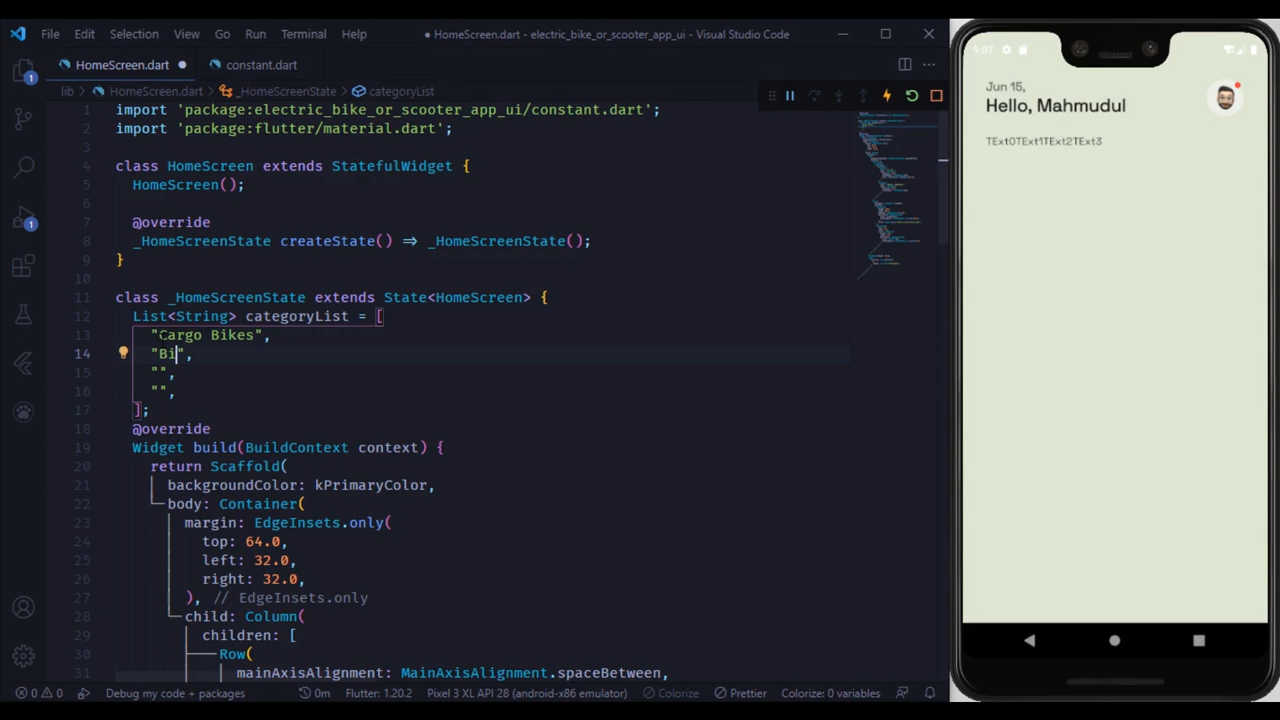 File Edit Selection View Go Run Terminal Help ● HomeScreen.dart - electric_bike_or_scooter_app_ui - Visual Studio Code
HomeScreen.dart ● constant.dart
lib > HomeScreen.dart > _HomeScreenState > categoryList
1 import 'package:electric_bike_or_scooter_app_ui/constant.dart';
2 import 'package:flutter/material.dart';
3
4 class HomeScreen extends StatefulWidget {
5 HomeScreen();
6
7 @override
8 _HomeScreenState createState() => _HomeScreenState();
9 }
10
11 class _HomeScreenState extends State<HomeScreen> {
12 List<String> categoryList = [
13 "Cargo Bikes",
14 "Bi",
15 "",
16 "",
17 ];
18 @override
19 Widget build(BuildContext context) {
20 return Scaffold(
21 backgroundColor: kPrimaryColor,
22 body: Container(
23 margin: EdgeInsets.only(
24 top: 64.0,
25 left: 32.0,
26 right: 32.0,
27 ), // EdgeInsets.only
28 child: Column(
29 children: [
30 Row(
31 mainAxisAlignment: MainAxisAlignment.spaceBetween,
0 0 Debug my code + packages 0m Flutter: 1.20.2 Pixel 3 XL API 28 (android-x86 emulator) Colorize Prettier Colorize: 0 variables
1
1
5:07
Jun 15,
Hello, Mahmudul
TExt0TExt1TExt2TExt3